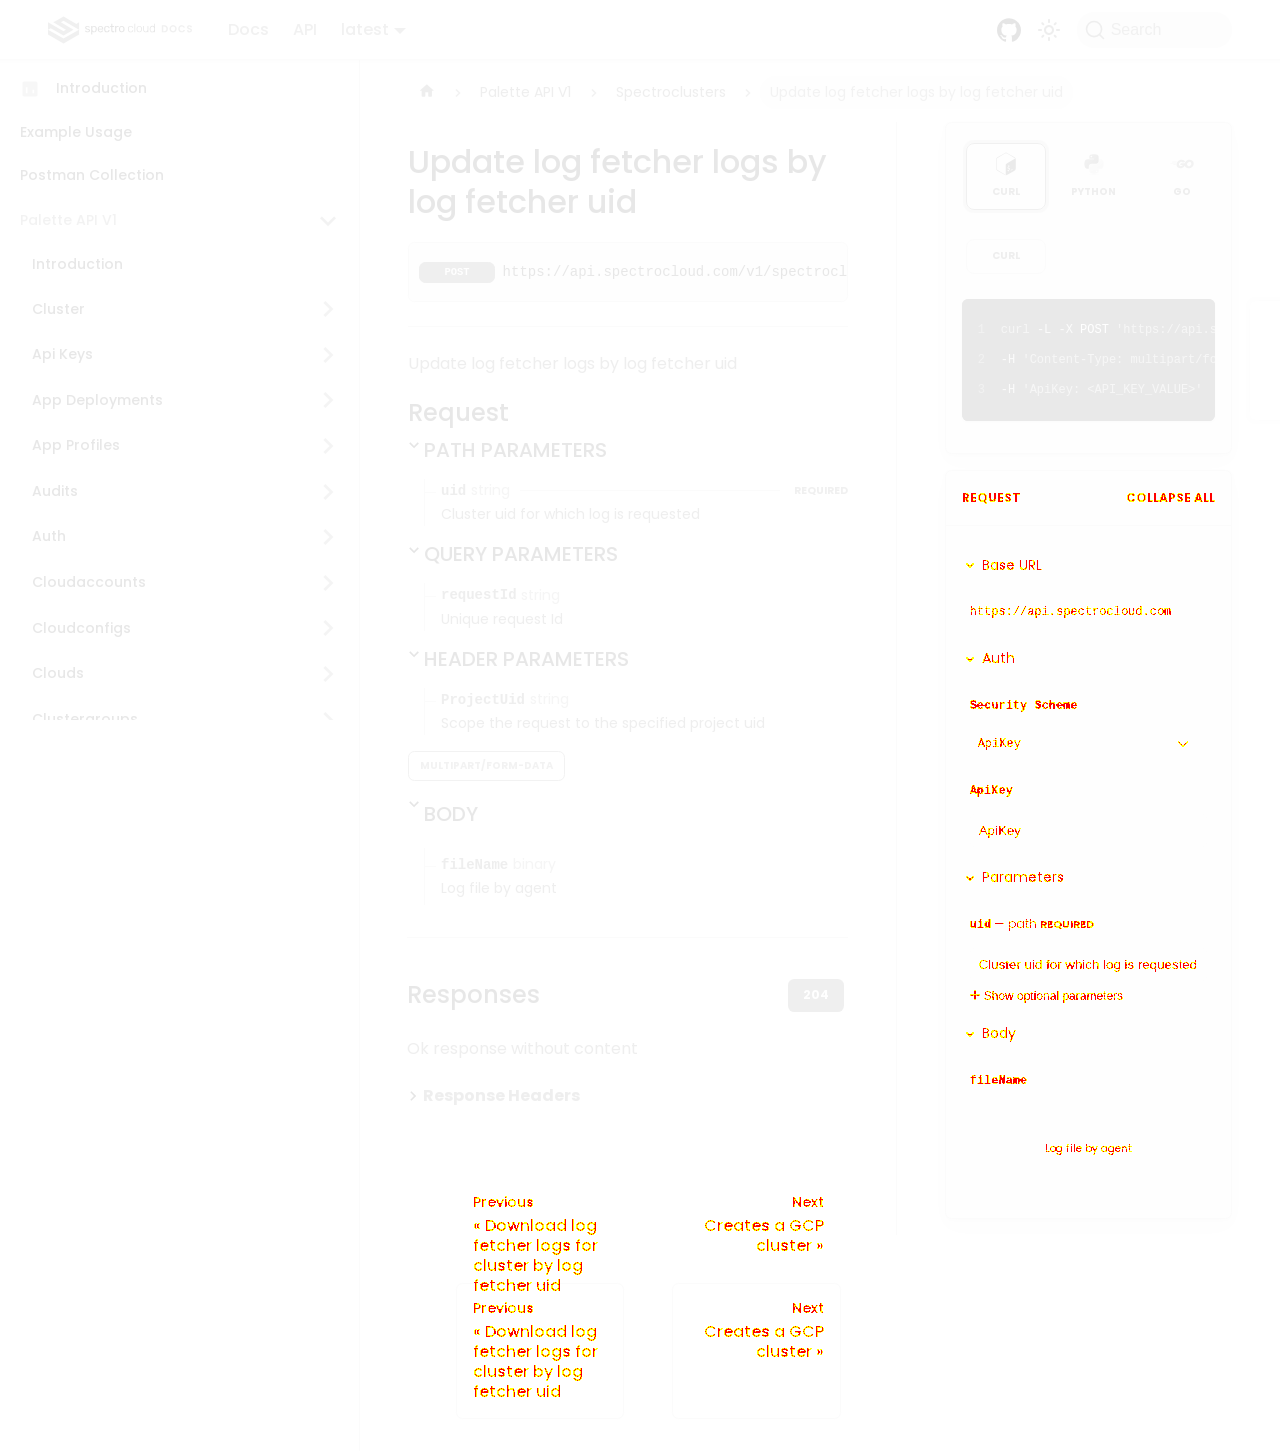 spectro cloud DOCS Docs API latest Search
Introduction
Example Usage
Postman Collection
Palette API V1
Introduction
Cluster
Api Keys
App Deployments
App Profiles
Audits
Auth
Cloudaccounts
Cloudconfigs
Clouds
Clustergroups
Palette API V1 Spectroclusters Update log fetcher logs by log fetcher uid
Update log fetcher logs by
log fetcher uid
POST https://api.spectrocloud.com/v1/spectrocl
Update log fetcher logs by log fetcher uid
Request
PATH PARAMETERS
uid string REQUIRED
Cluster uid for which log is requested
QUERY PARAMETERS
requestId string
Unique request Id
HEADER PARAMETERS
ProjectUid string
Scope the request to the specified project uid
MULTIPART/FORM-DATA
BODY
fileName binary
Log file by agent
Responses 204
Ok response without content
Response Headers
Previous
« Download log
fetcher logs for
cluster by log
fetcher uid
Next
Creates a GCP
cluster »
Previous
« Download log
fetcher logs for
cluster by log
fetcher uid
Next
Creates a GCP
cluster »
CURL PYTHON GO
CURL
1 curl -L -X POST 'https://api.s
2 -H 'Content-Type: multipart/fo
3 -H 'ApiKey: <API_KEY_VALUE>'
REQUEST COLLAPSE ALL
Base URL
https://api.spectrocloud.com
Auth
Security Scheme
ApiKey
ApiKey
ApiKey
Parameters
uid — path REQUIRED
Cluster uid for which log is requested
Show optional parameters
Body
fileName
Log file by agent